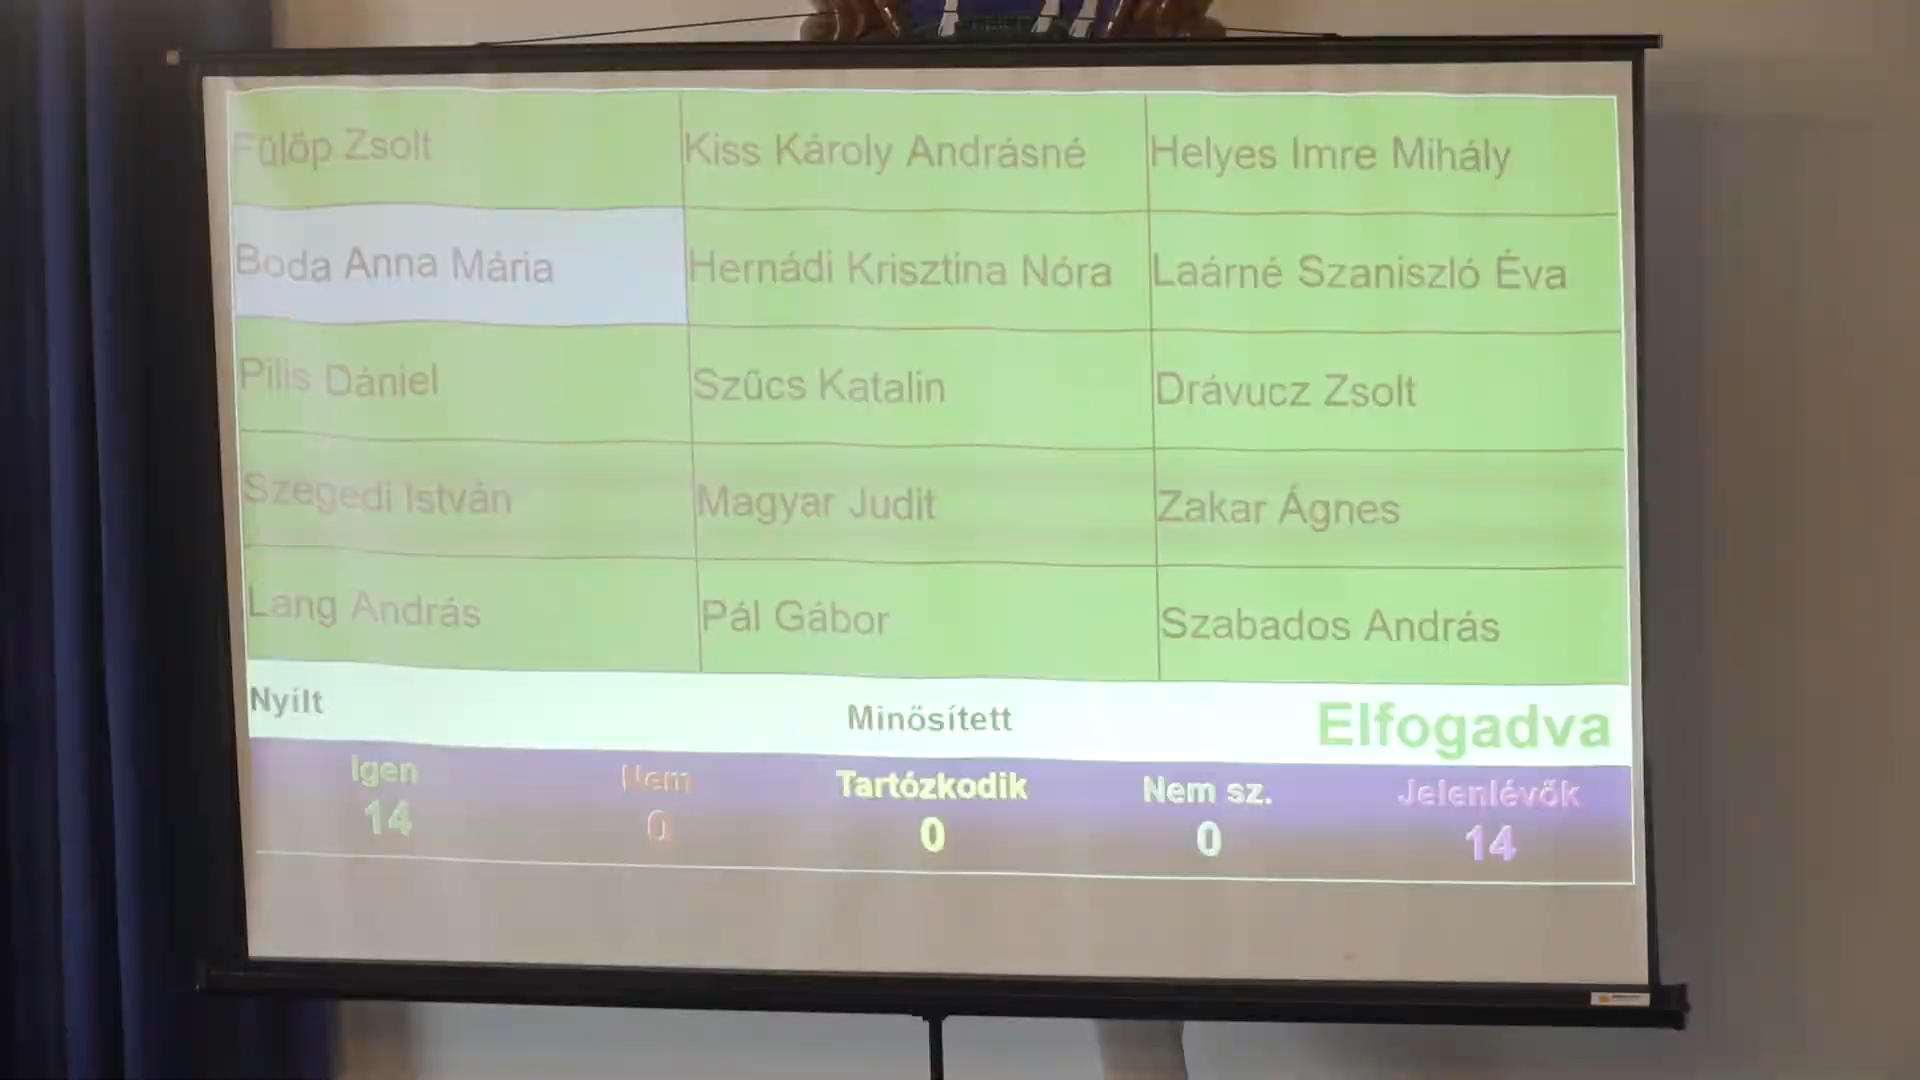 Fülöp Zsolt Kiss Károly Andrásné Helyes Imre Mihály
Boda Anna Mária Hernádi Krisztina Nóra Laárné Szaniszló Éva
Pilis Dániel Szűcs Katalin Drávucz Zsolt
Szegedi István Magyar Judit Zakar Ágnes
Lang András Pál Gábor Szabados András
Nyílt Minősített Elfogadva
Igen Nem Tartózkodik Nem sz. Jelenlévők
14 0 0 0 14